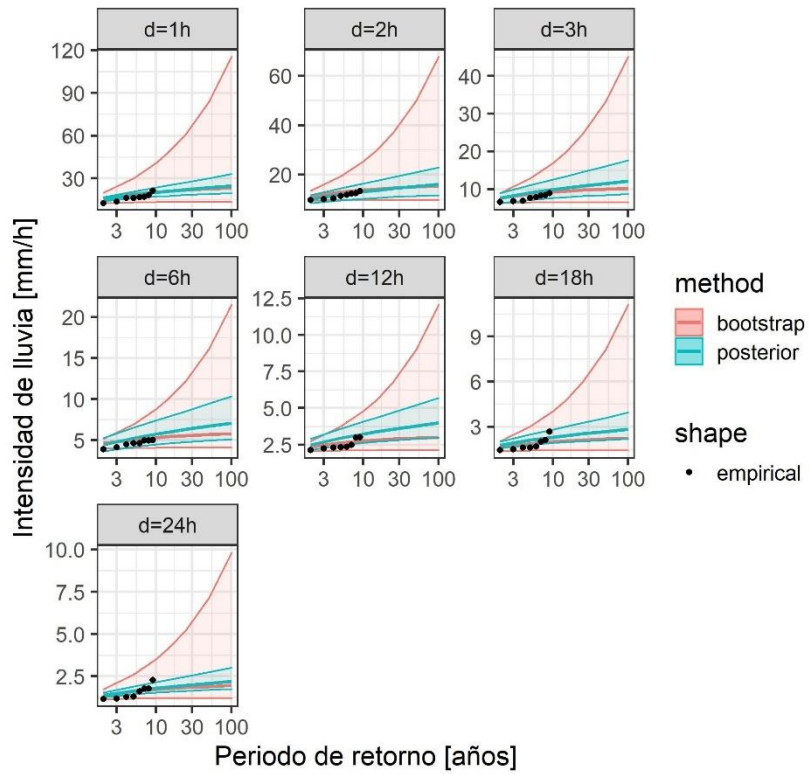 d=1h
d=2h
d=3h
120
90
60
30
60
40
20
40
30
20
10
3 10 30 100
3 10 30 100
3 10 30 100
d=6h
d=12h
d=18h
20
15
10
5
12.5
10.0
7.5
5.0
2.5
9
6
3
3 10 30 100
3 10 30 100
3 10 30 100
d=24h
10.0
7.5
5.0
2.5
3 10 30 100
Intensidad de lluvia [mm/h]
Periodo de retorno [años]
method
bootstrap
posterior
shape
empirical